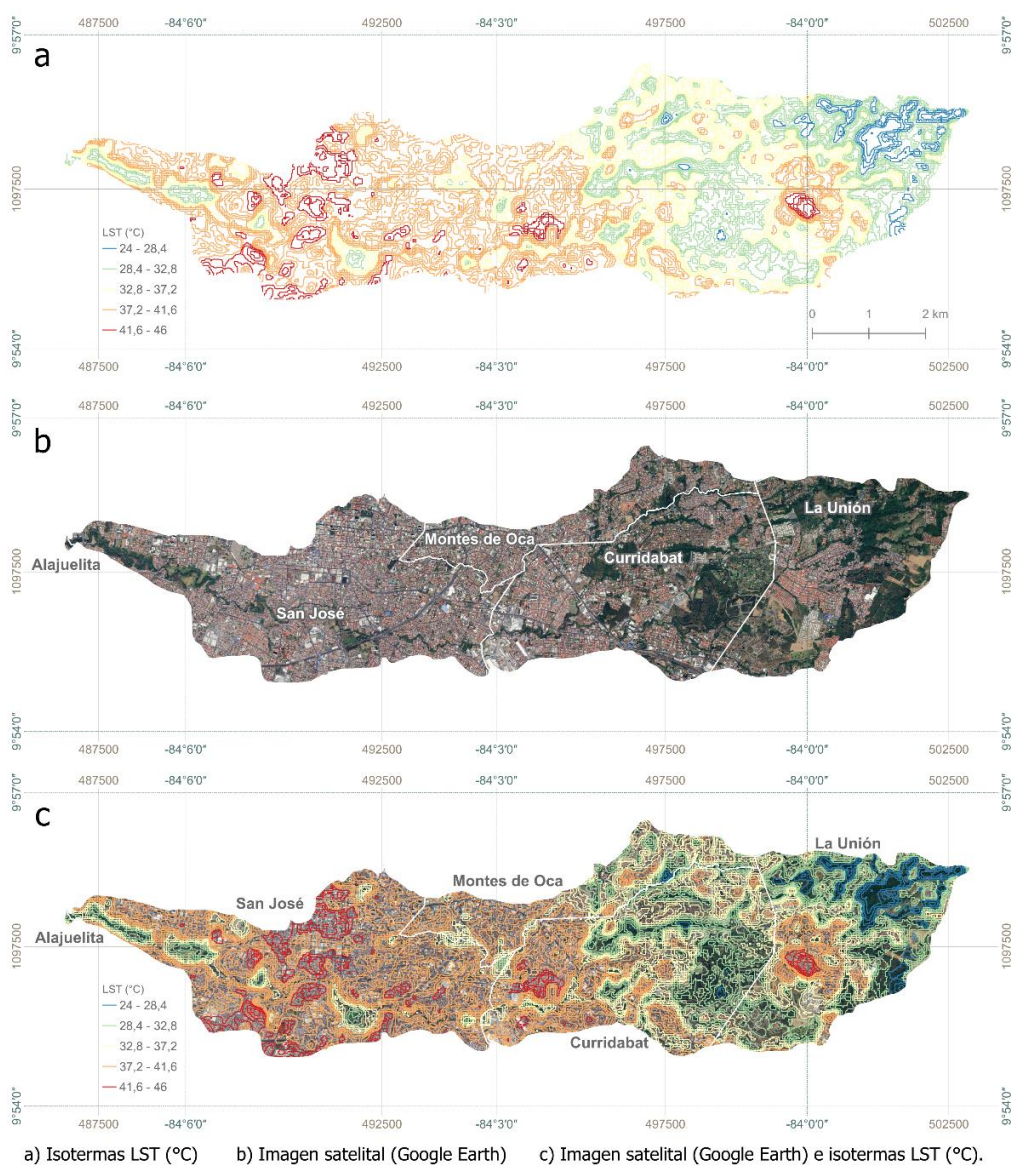 487500 -84°6'0" 492500 -84°3'0" 497500 -84°0'0" 502500
9°57'0" 9°57'0"
a
1097500 1097500
LST (°C)
24 - 28,4
28,4 - 32,8
32,8 - 37,2
37,2 - 41,6
41,6 - 46
0 1 2 km
9°54'0" 9°54'0"
487500 -84°6'0" 492500 -84°3'0" 497500 -84°0'0" 502500
9°57'0" 9°57'0"
b
La Unión
Montes de Oca
Curridabat
Alajuelita
1097500 1097500
San José
9°54'0" 9°54'0"
487500 -84°6'0" 492500 -84°3'0" 497500 -84°0'0" 502500
9°57'0" 9°57'0"
c
La Unión
Montes de Oca
San José
Alajuelita
1097500 1097500
LST (°C)
24 - 28,4
28,4 - 32,8
32,8 - 37,2
37,2 - 41,6
41,6 - 46
Curridabat
9°54'0" 9°54'0"
487500 -84°6'0" 492500 -84°3'0" 497500 -84°0'0" 502500
a) Isotermas LST (°C) b) Imagen satelital (Google Earth) c) Imagen satelital (Google Earth) e isotermas LST (°C).